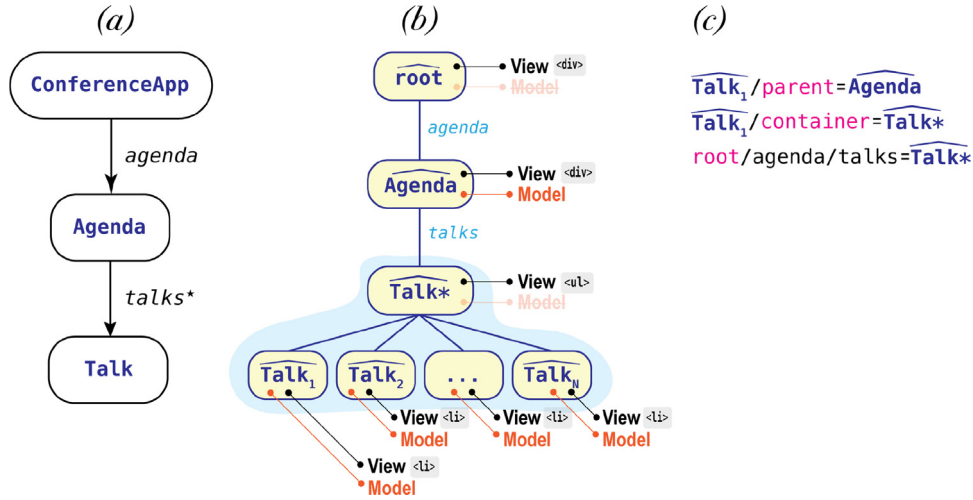 (a)
ConferenceApp
agenda
Agenda
talks*
Talk
(b)
root
View <div>
Model
agenda
Agenda
View <div>
Model
talks
Talk*
View <ul>
Model
Talk1
Talk2
...
TalkN
View <li>
Model
View <li>
Model
View <li>
Model
View <li>
Model
(c)
Talk1/parent=Agenda
Talk1/container=Talk*
root/agenda/talks=Talk*